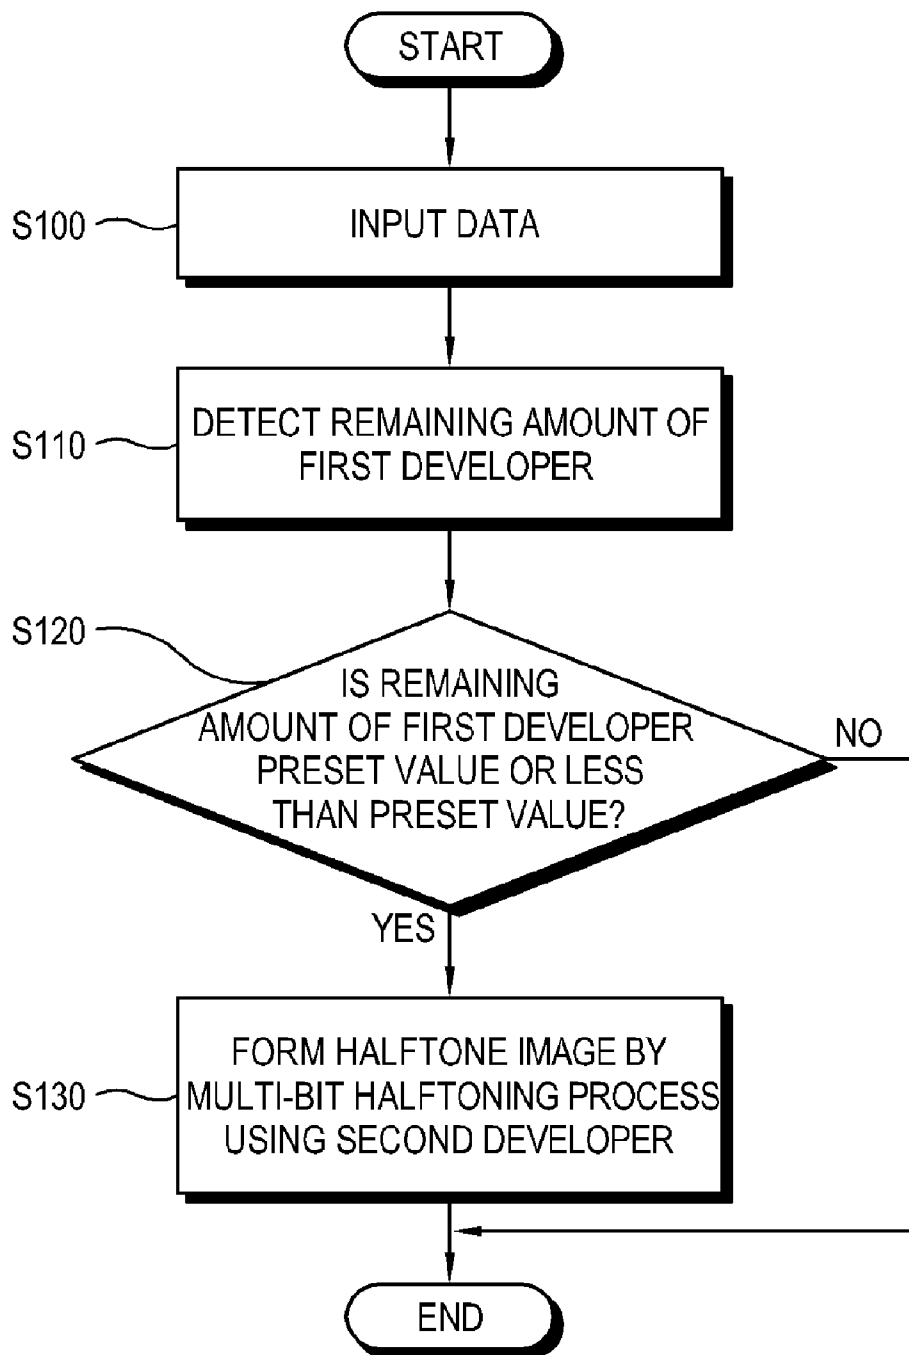 START
S100
INPUT DATA
S110
DETECT REMAINING AMOUNT OF
FIRST DEVELOPER
S120
IS REMAINING
AMOUNT OF FIRST DEVELOPER
PRESET VALUE OR LESS
THAN PRESET VALUE?
NO
YES
S130
FORM HALFTONE IMAGE BY
MULTI-BIT HALFTONING PROCESS
USING SECOND DEVELOPER
END